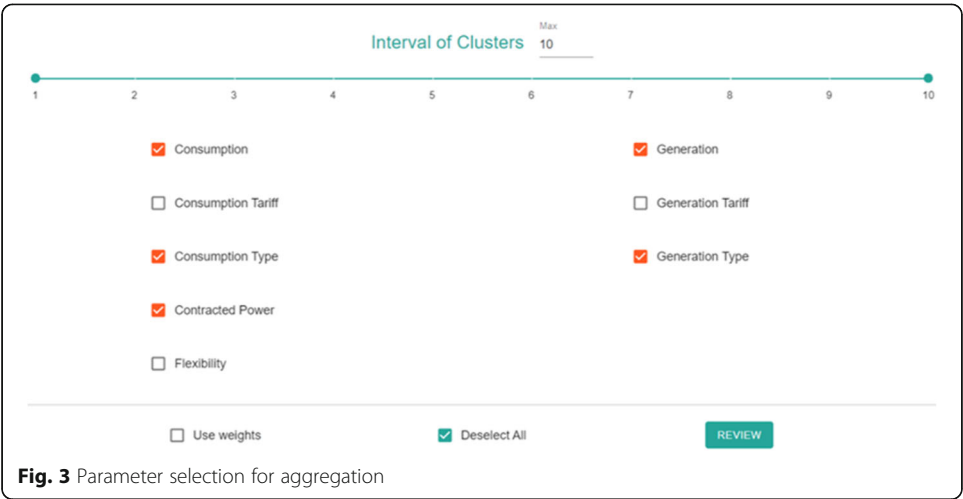 Max
Interval of Clusters 10
1 2 3 4 5 6 7 8 9 10
Consumption Generation
Consumption Tariff Generation Tariff
Consumption Type Generation Type
Contracted Power
Flexibility
Use weights Deselect All REVIEW
Fig. 3 Parameter selection for aggregation